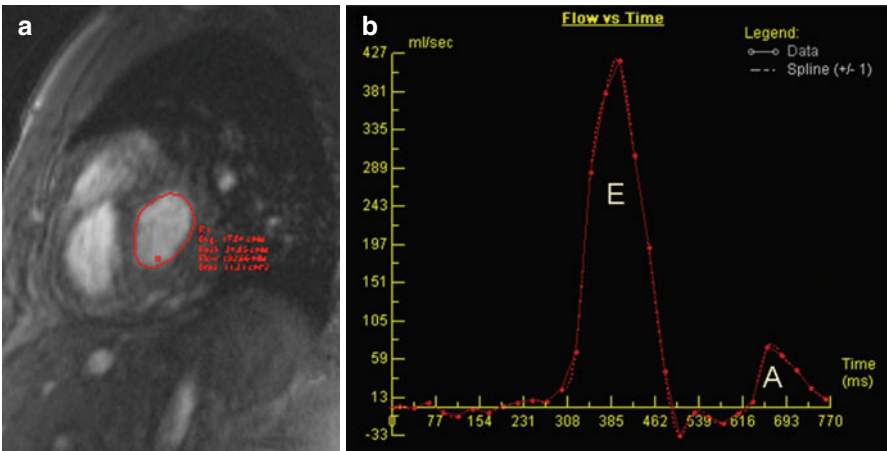 a
b
Flow vs Time
ml/sec
Legend:
Data
Spline (+/- 1)
427
381
335
289
243
197
151
105
59
13
-33
E
A
Time
(ms)
0 77 154 231 308 385 462 539 616 693 770